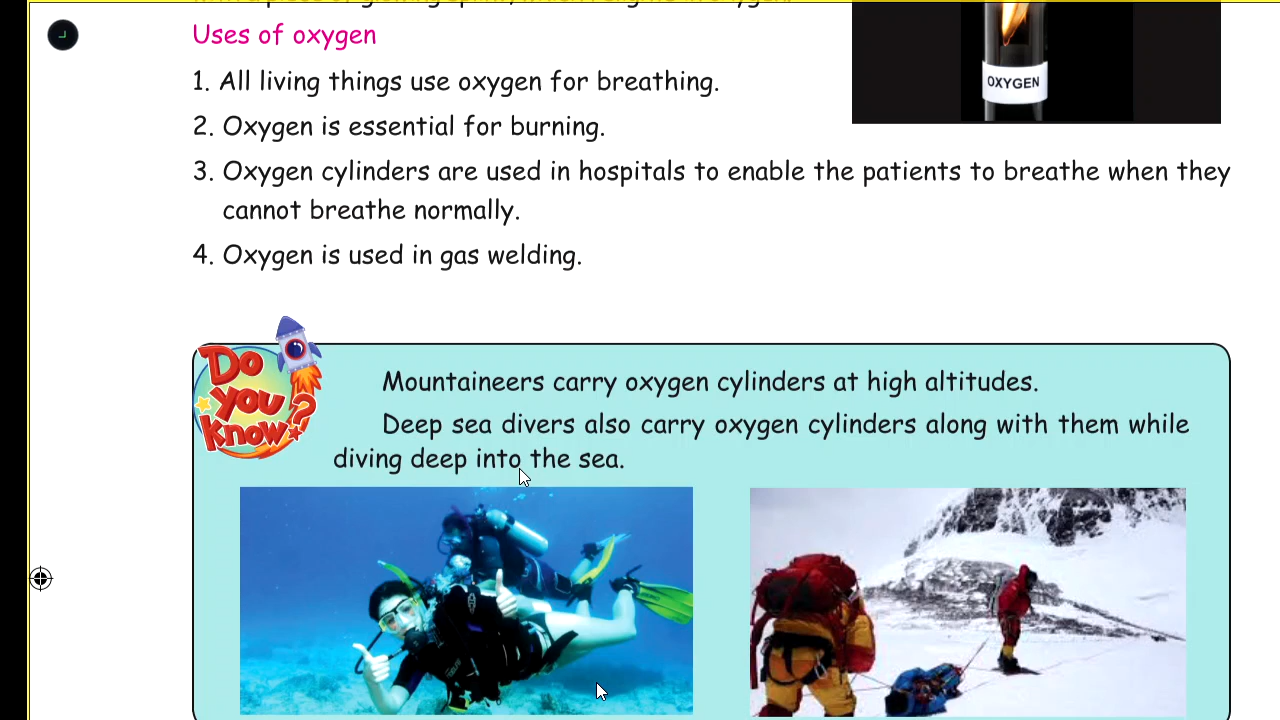 Uses of oxygen
OXYGEN
1. All living things use oxygen for breathing.
2. Oxygen is essential for burning.
3. Oxygen cylinders are used in hospitals to enable the patients to breathe when they
cannot breathe normally.
4. Oxygen is used in gas welding.
Do
you
know?
Mountaineers carry oxygen cylinders at high altitudes.
Deep sea divers also carry oxygen cylinders along with them while
diving deep into the sea.